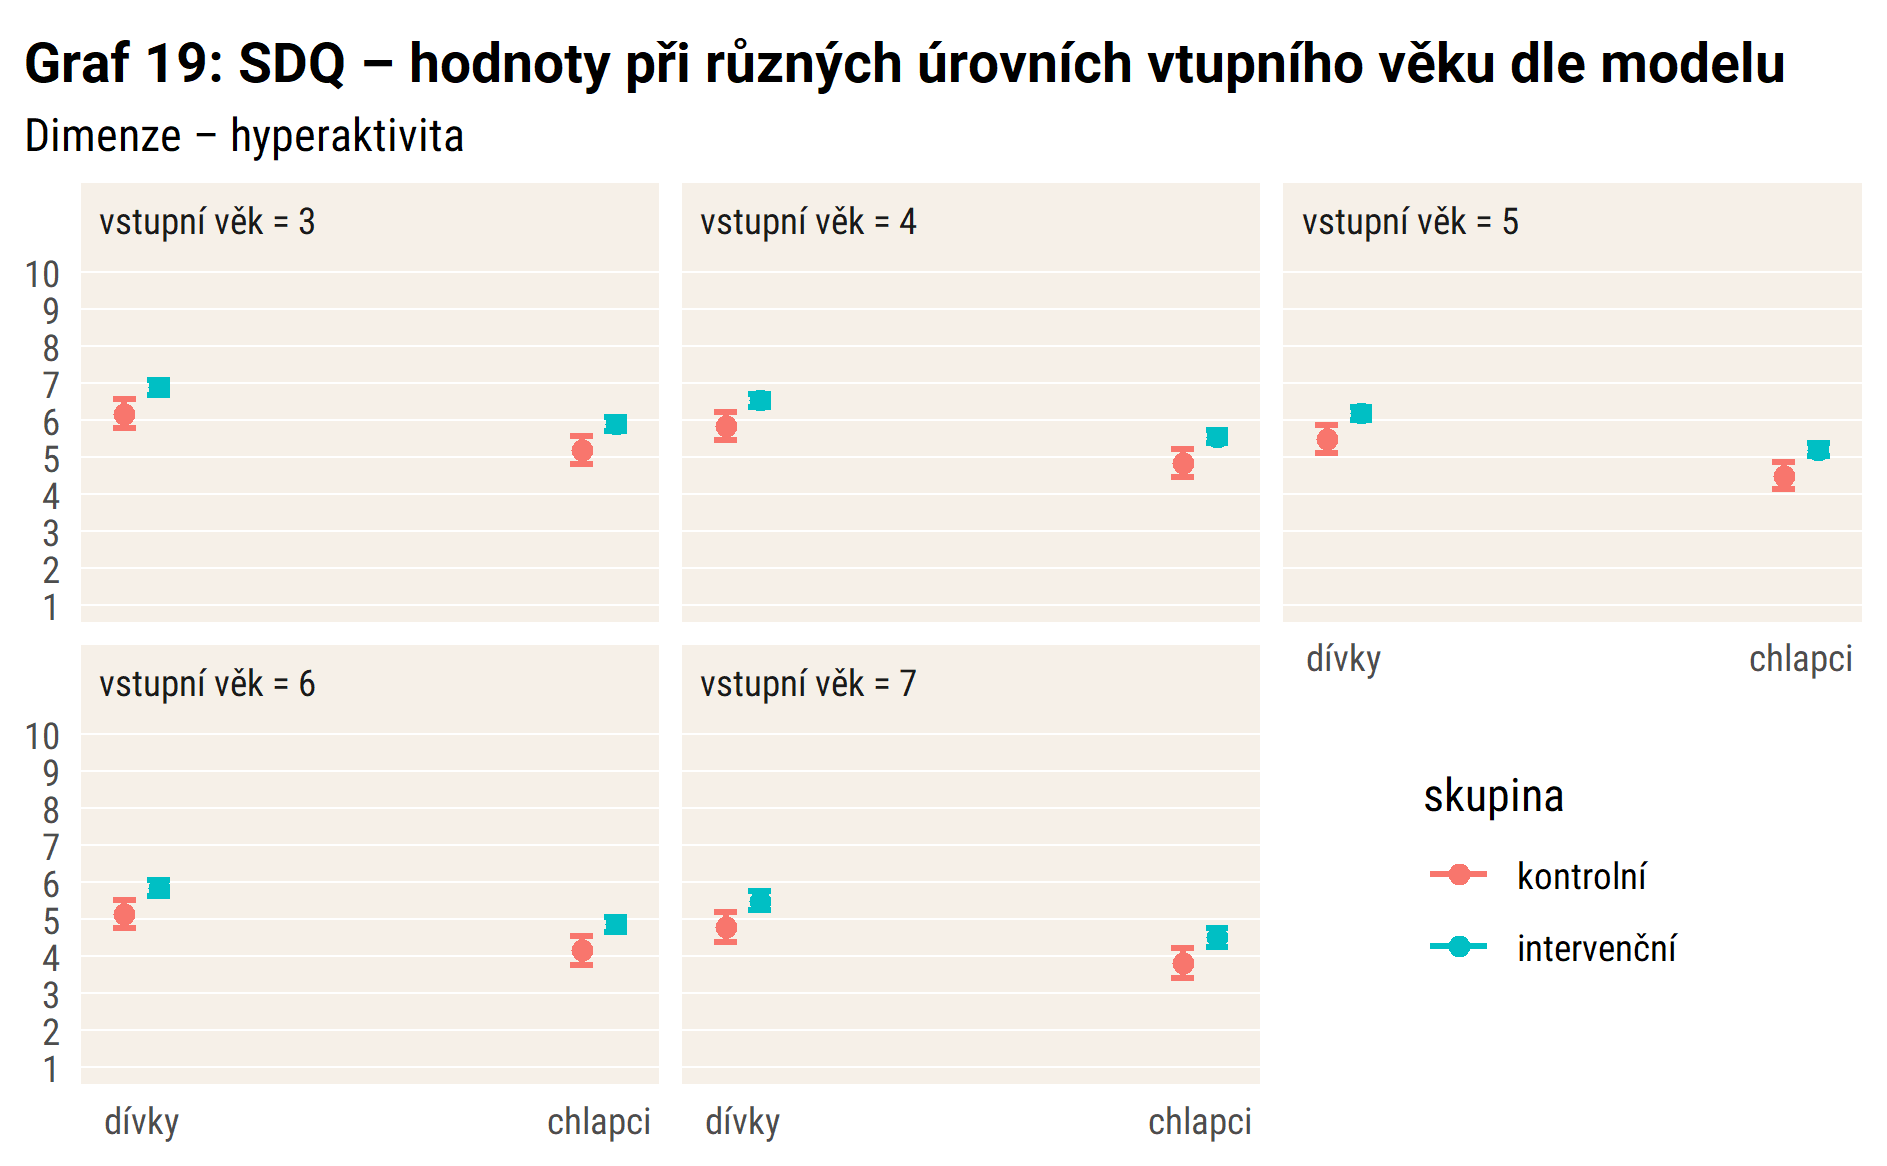 Graf 19: SDQ – hodnoty při různých úrovních vtupního věku dle modelu
Dimenze – hyperaktivita
vstupní věk = 3
vstupní věk = 4
vstupní věk = 5
10
9
8
7
6
5
4
3
2
1
dívky
chlapci
vstupní věk = 6
vstupní věk = 7
10
9
8
7
6
5
4
3
2
1
dívky
chlapci
dívky
chlapci
skupina
kontrolní
intervenční